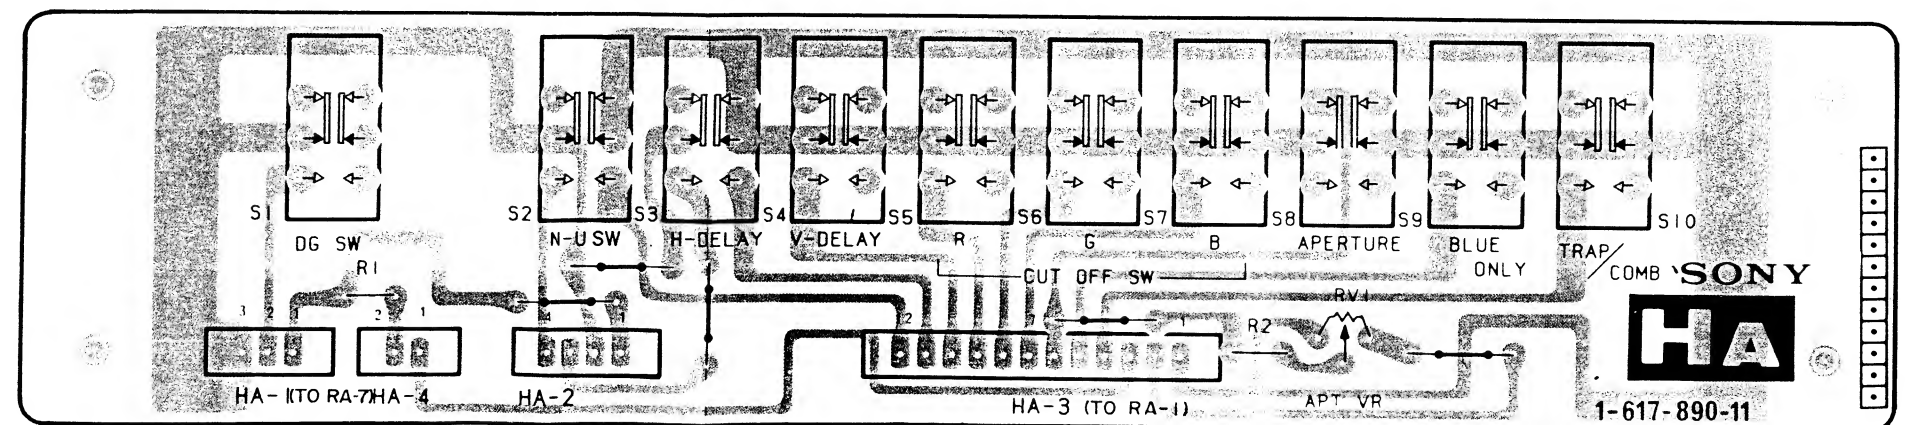 S1 S2 S3 S4 S5 S6 S7 S8 S9 S10
DG SW N-U SW H-DELAY V-DELAY R G B APERTURE BLUE ONLY TRAP/COMB
CUT OFF SW
SONY
R1 R2 RV1
3 2 1 2 1 4 1 1
HA
HA-1(TO RA-7) HA-4 HA-2 HA-3 (TO RA-1) APT VR
1-617-890-11